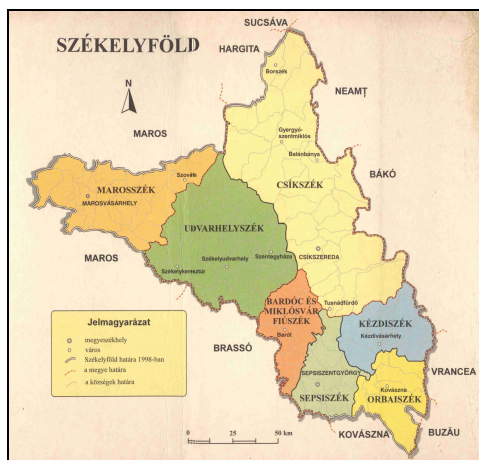 SUCSÁVA
SZÉKELYFÖLD
HARGITA
Borszék
N
NEAMȚ
MAROS
Gyergyó-
szentmiklós
Balánbánya
Szováta
BÁKÓ
MAROSSZÉK
CSÍKSZÉK
MAROSVÁSÁRHELY
UDVARHELYSZÉK
Székelyudvarhely
Szentegyháza
CSÍKSZEREDA
MAROS
Székelykeresztúr
Tusnádfürdő
BARDÓC ÉS
MIKLÓSVÁR
FIÚSZÉK
KÉZDISZÉK
Kézdivásárhely
Barót
Jelmagyarázat
megyeszékhely
város
Székelyföld határa 1998-ban
a megye határa
a községek határa
BRASSÓ
VRANCEA
SEPSISZENTGYÖRGY
SEPSISZÉK
Kovászna
ORBAISZÉK
0 25 50 km
KOVÁSZNA
BUZĂU